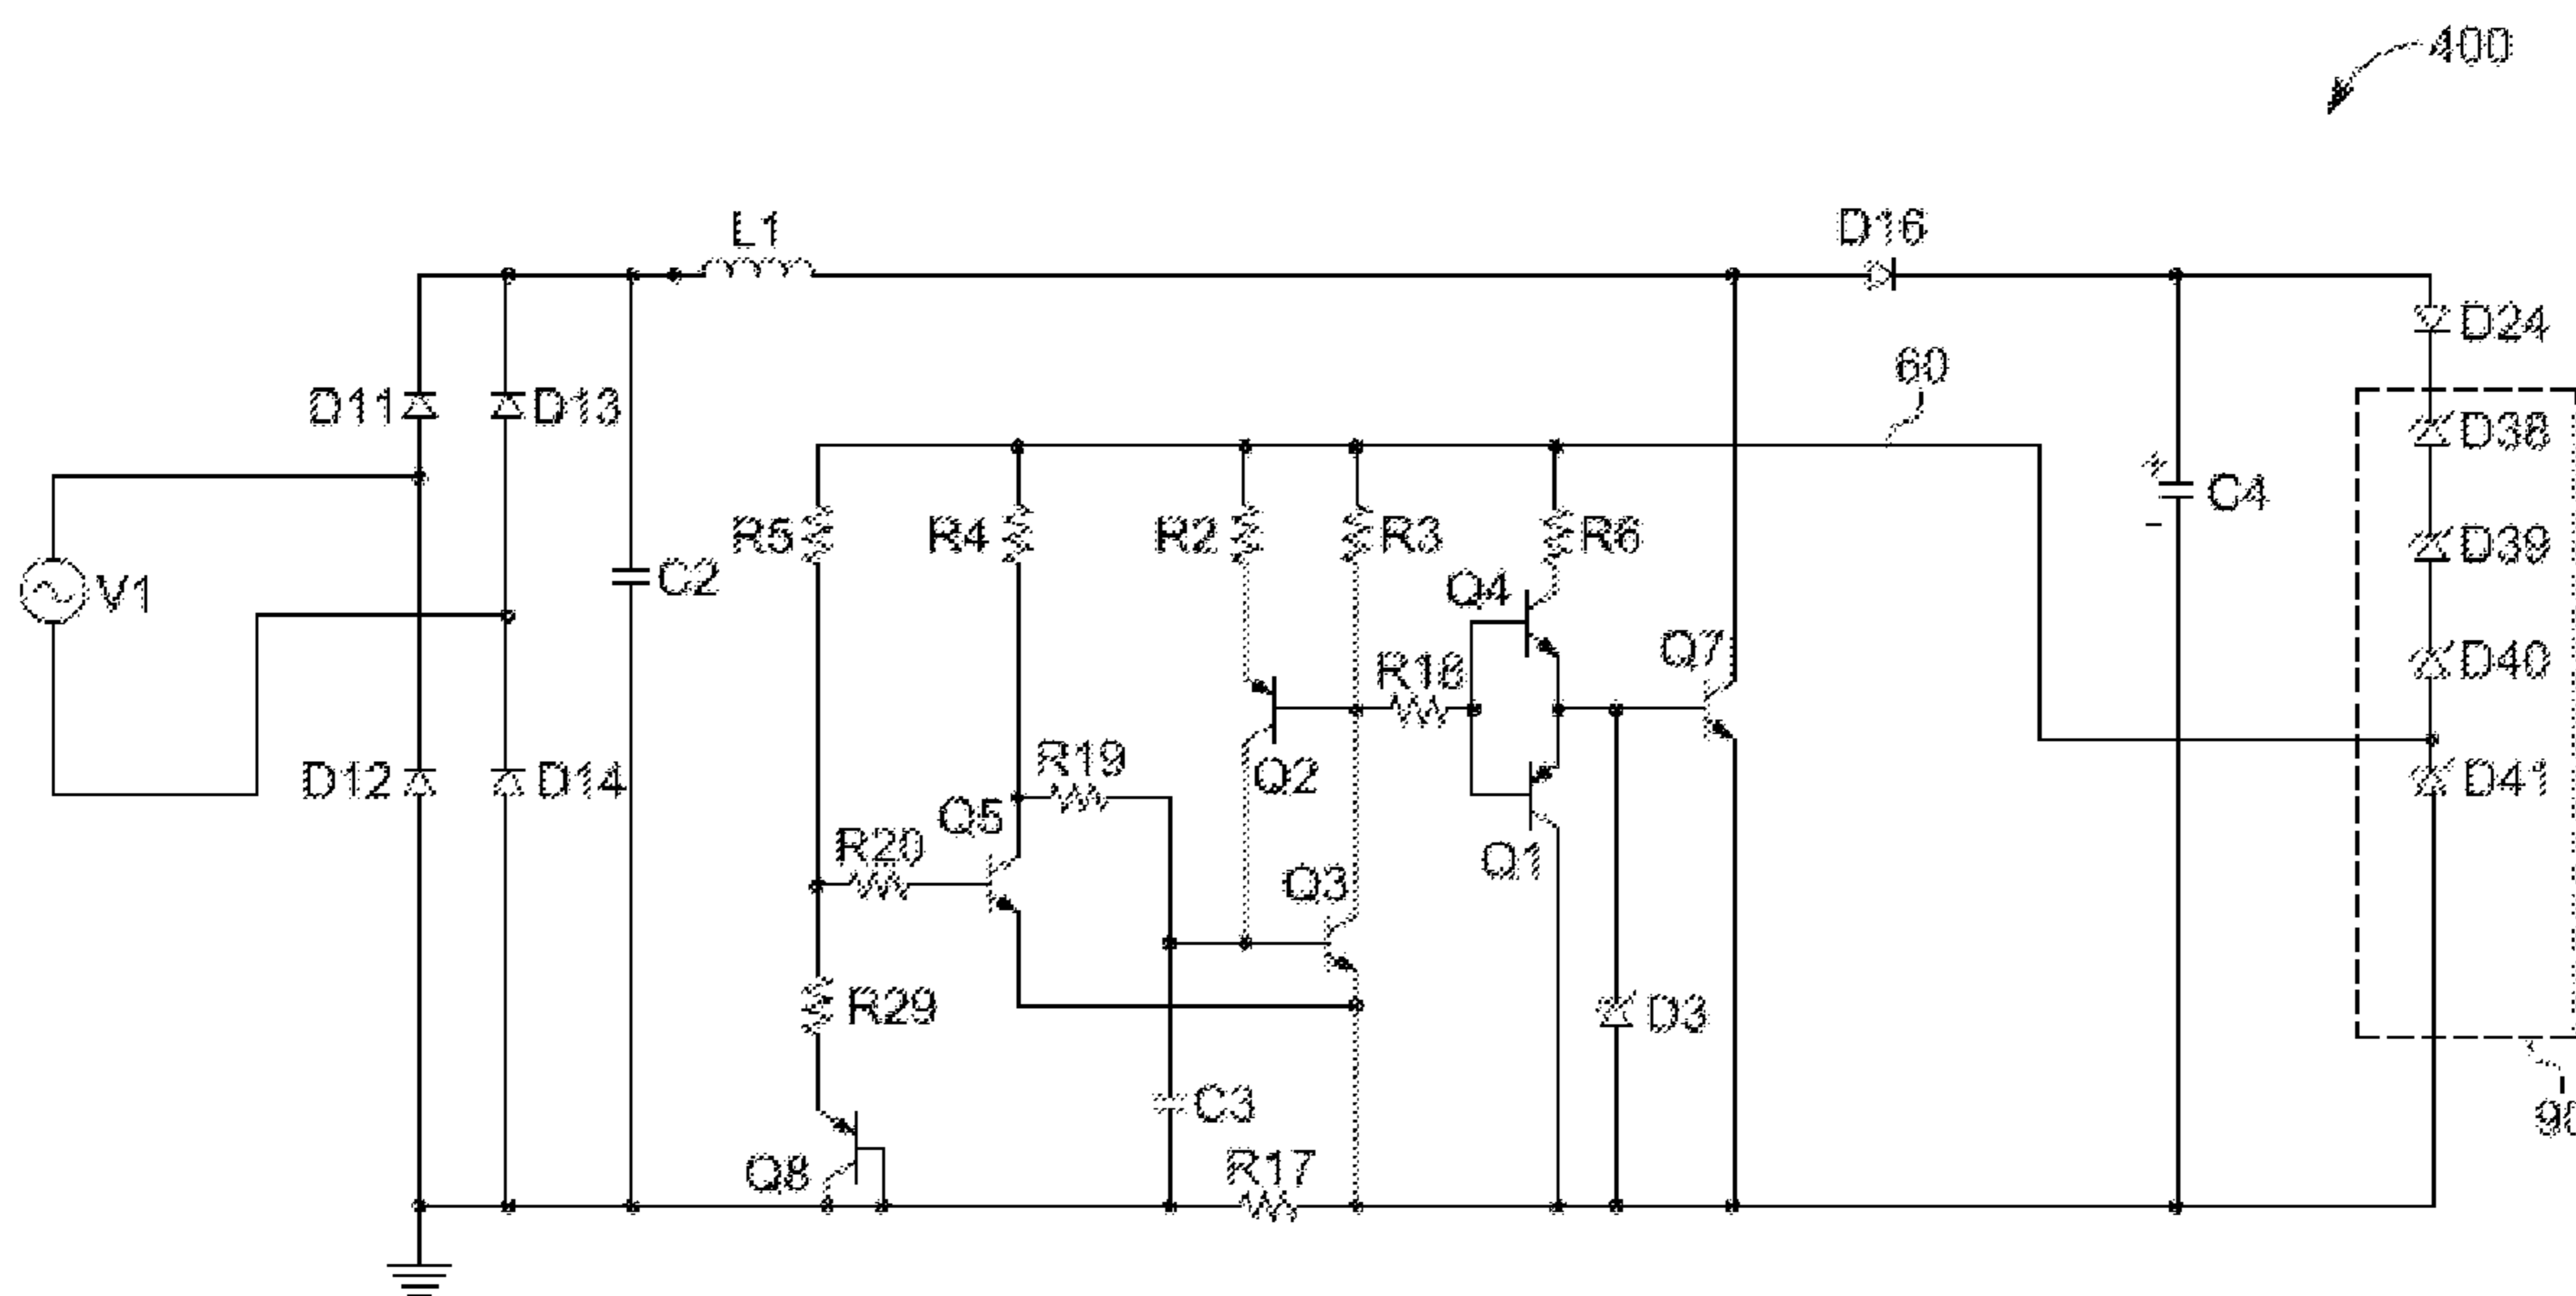 400
L1
D16
D24
60
D11
D13
D38
R5
R4
R2
R3
R6
C4
D39
V1
C2
Q4
Q7
D40
R18
R19
Q2
D12
D14
Q5
D41
R20
Q1
Q3
R29
D3
C3
Q8
R17